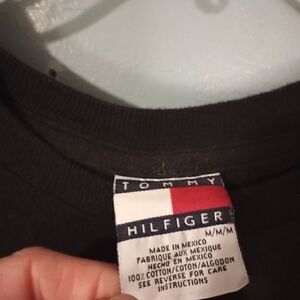 TOMMY
HILFIGER
M/M/M
MADE IN MEXICO
FABRIQUE AUX MEXIQUE
HECHO EN MEXICO
100% COTTON/COTON/ALGODON
SEE REVERSE FOR CARE
INSTRUCTIONS